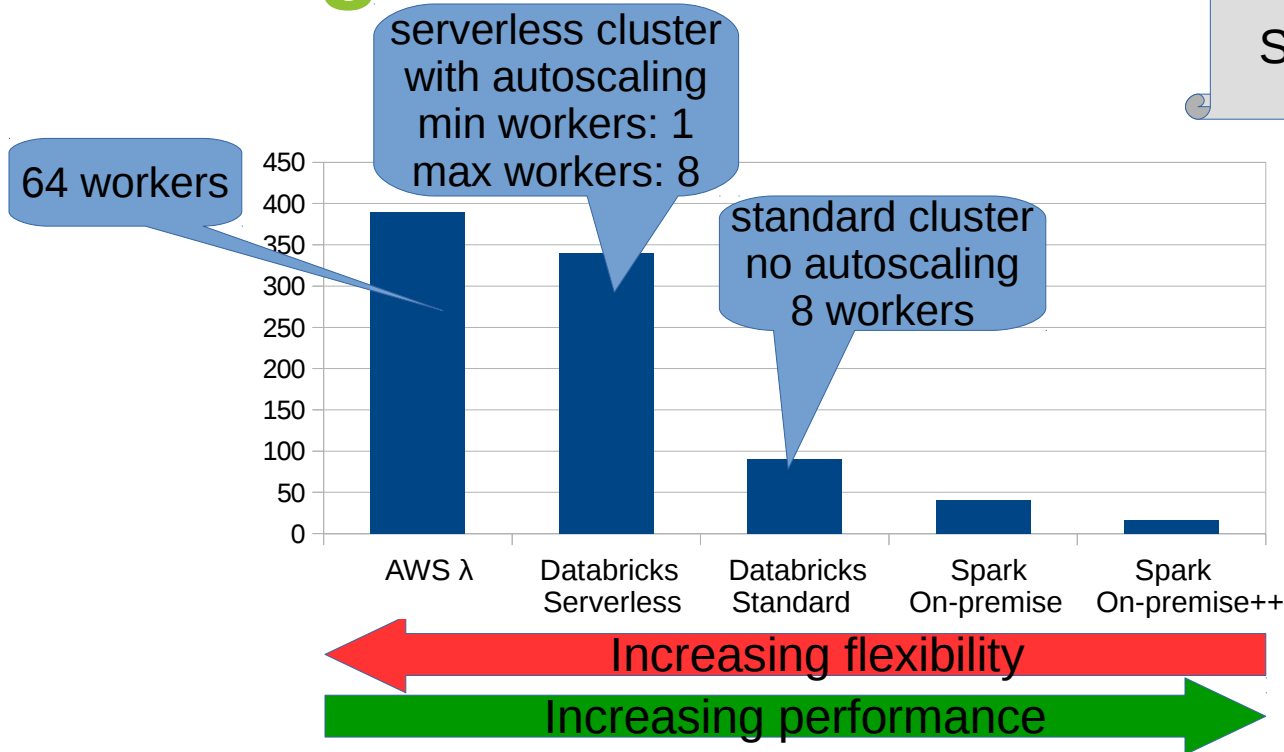 serverless cluster
with autoscaling
min workers: 1
max workers: 8
S
64 workers
standard cluster
no autoscaling
8 workers
450
400
350
300
250
200
150
100
50
0
AWS λ
Databricks
Serverless
Databricks
Standard
Spark
On-premise
Spark
On-premise++
Increasing flexibility
Increasing performance